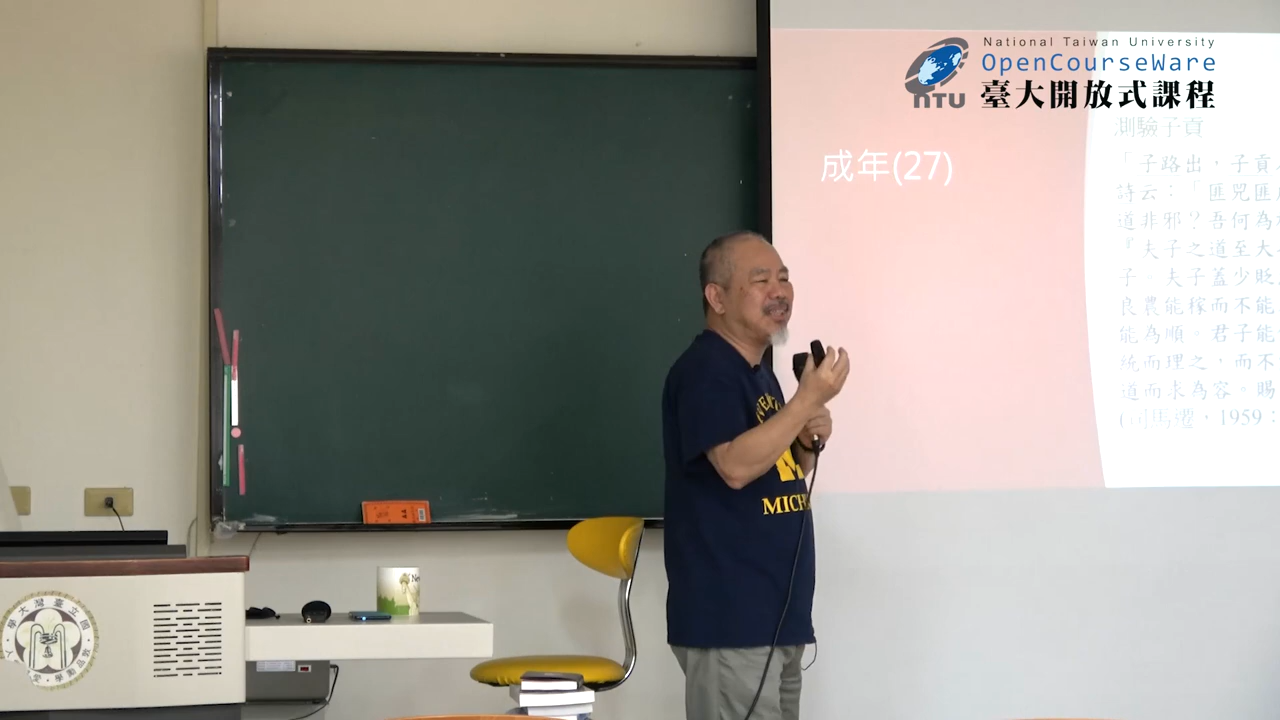 National Taiwan University
OpenCourseWare
NTU
臺大開放式課程
測驗子貢
成年(27)
「子路出，子貢
詩云：「匪兕匪
道非邪？吾何為
『夫子之道至大
子。夫子蓋少貶
良農能稼而不能
能為順。君子能
統而理之，而不
道而求為容。賜
(司馬遷，1959：
MICH